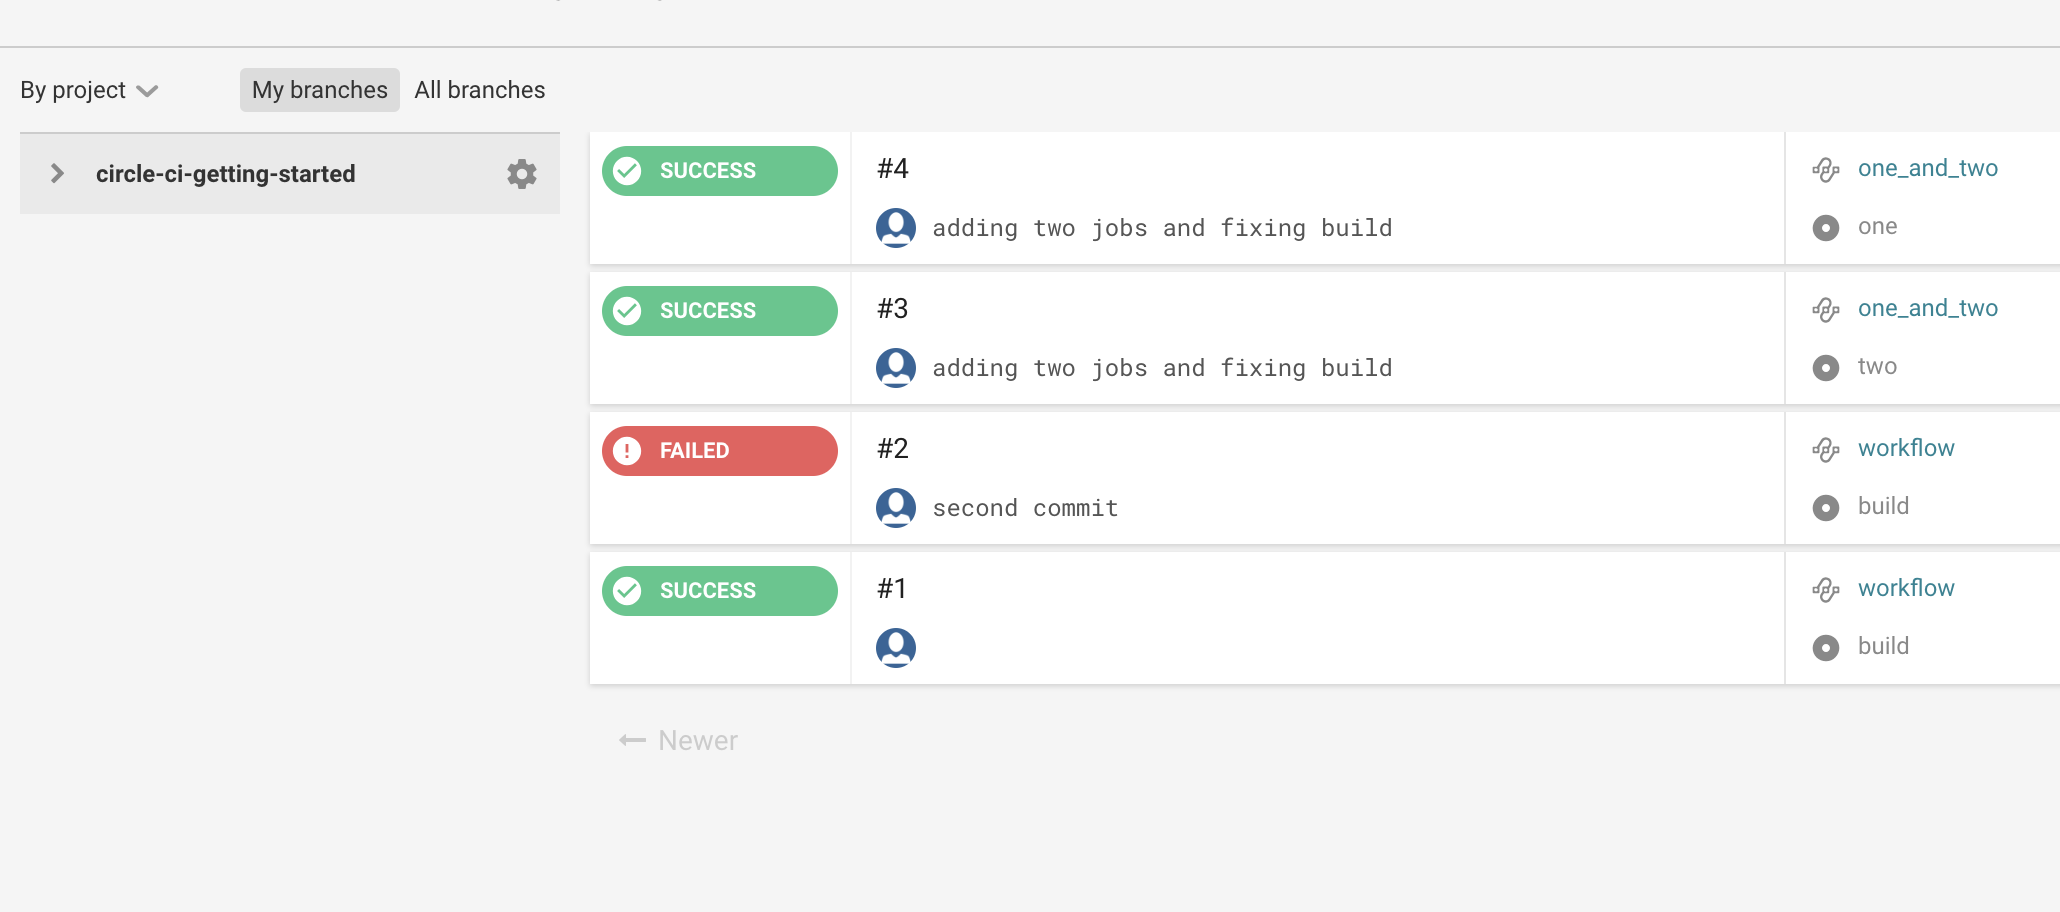 By project
My branches
All branches
circle-ci-getting-started
SUCCESS
#4
adding two jobs and fixing build
one_and_two
one
SUCCESS
#3
adding two jobs and fixing build
one_and_two
two
FAILED
#2
second commit
workflow
build
SUCCESS
#1
workflow
build
Newer